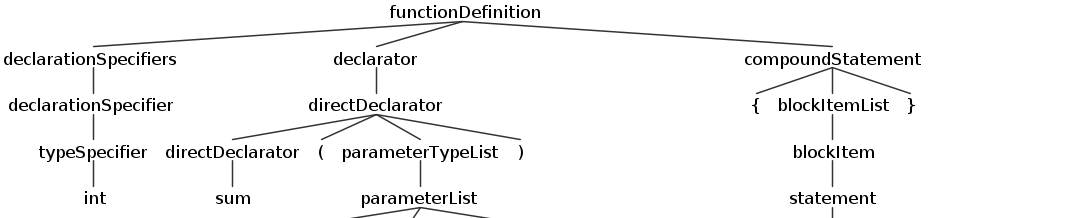 functionDefinition
declarationSpecifiers declarator compoundStatement
declarationSpecifier directDeclarator { blockItemList }
typeSpecifier directDeclarator ( parameterTypeList ) blockItem
int sum parameterList statement